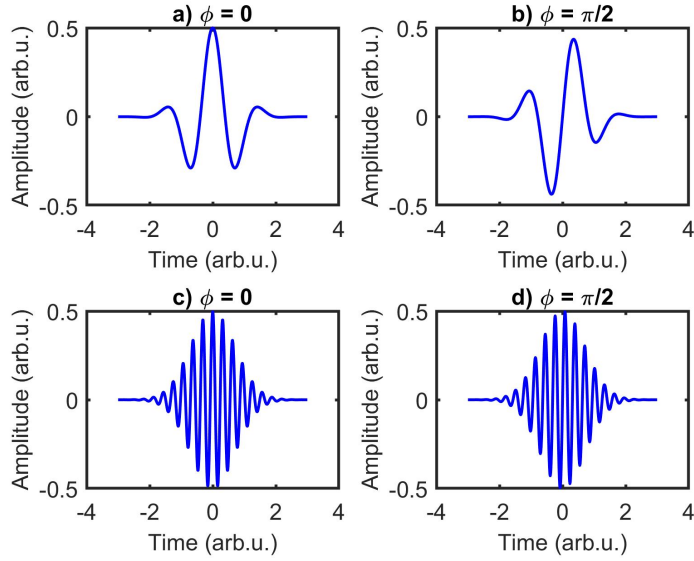 a) ϕ = 0
0.5
0
-0.5
Amplitude (arb.u.)
-4 -2 0 2 4
Time (arb.u.)
b) ϕ = π/2
0.5
0
-0.5
Amplitude (arb.u.)
-4 -2 0 2 4
Time (arb.u.)
c) ϕ = 0
0.5
0
-0.5
Amplitude (arb.u.)
-4 -2 0 2 4
Time (arb.u.)
d) ϕ = π/2
0.5
0
-0.5
Amplitude (arb.u.)
-4 -2 0 2 4
Time (arb.u.)